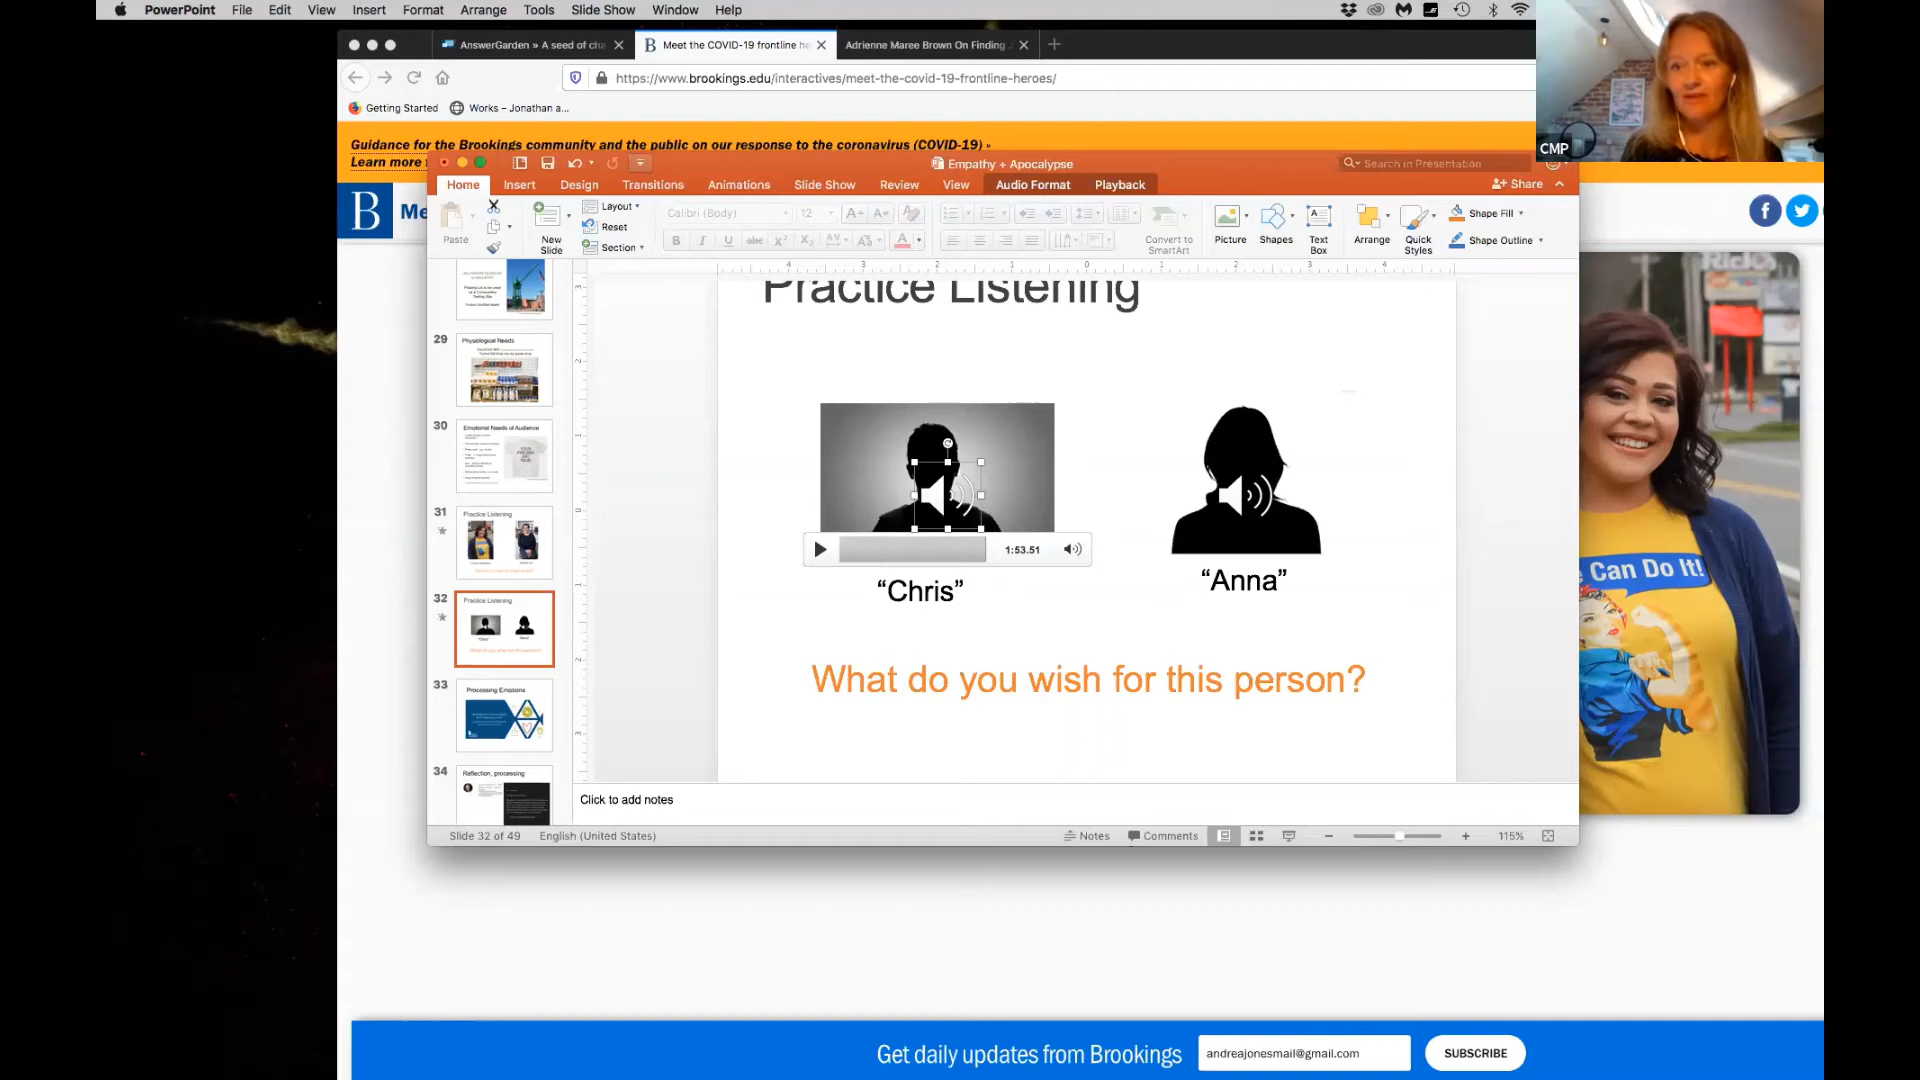 PowerPoint File Edit View Insert Format Arrange Tools Slide Show Window Help
AnswerGarden » A seed of cha
Meet the COVID-19 frontline he
Adrienne Maree Brown On Finding
https://www.brookings.edu/interactives/meet-the-covid-19-frontline-heroes/
Getting Started
Works – Jonathan a...
CMP
Guidance for the Brookings community and the public on our response to the coronavirus (COVID-19) »
Learn more
Empathy + Apocalypse
Search in Presentation
Home Insert Design Transitions Animations Slide Show Review View Audio Format Playback
Share
B
Me
Paste
New
Slide
Layout
Reset
Section
Calibri (Body)
12
Convert to
SmartArt
Picture
Shapes
Text
Box
Arrange
Quick
Styles
Shape Fill
Shape Outline
29
Physiological Needs
30
Emotional Needs of Audience
31
Practice Listening
32
Practice Listening
33
Processing Emotions
34
Reflection, processing
Practice Listening
1:53.51
“Chris”
“Anna”
What do you wish for this person?
Click to add notes
Slide 32 of 49
English (United States)
Notes
Comments
115%
Can Do It!
Get daily updates from Brookings
andreajonesmail@gmail.com
SUBSCRIBE